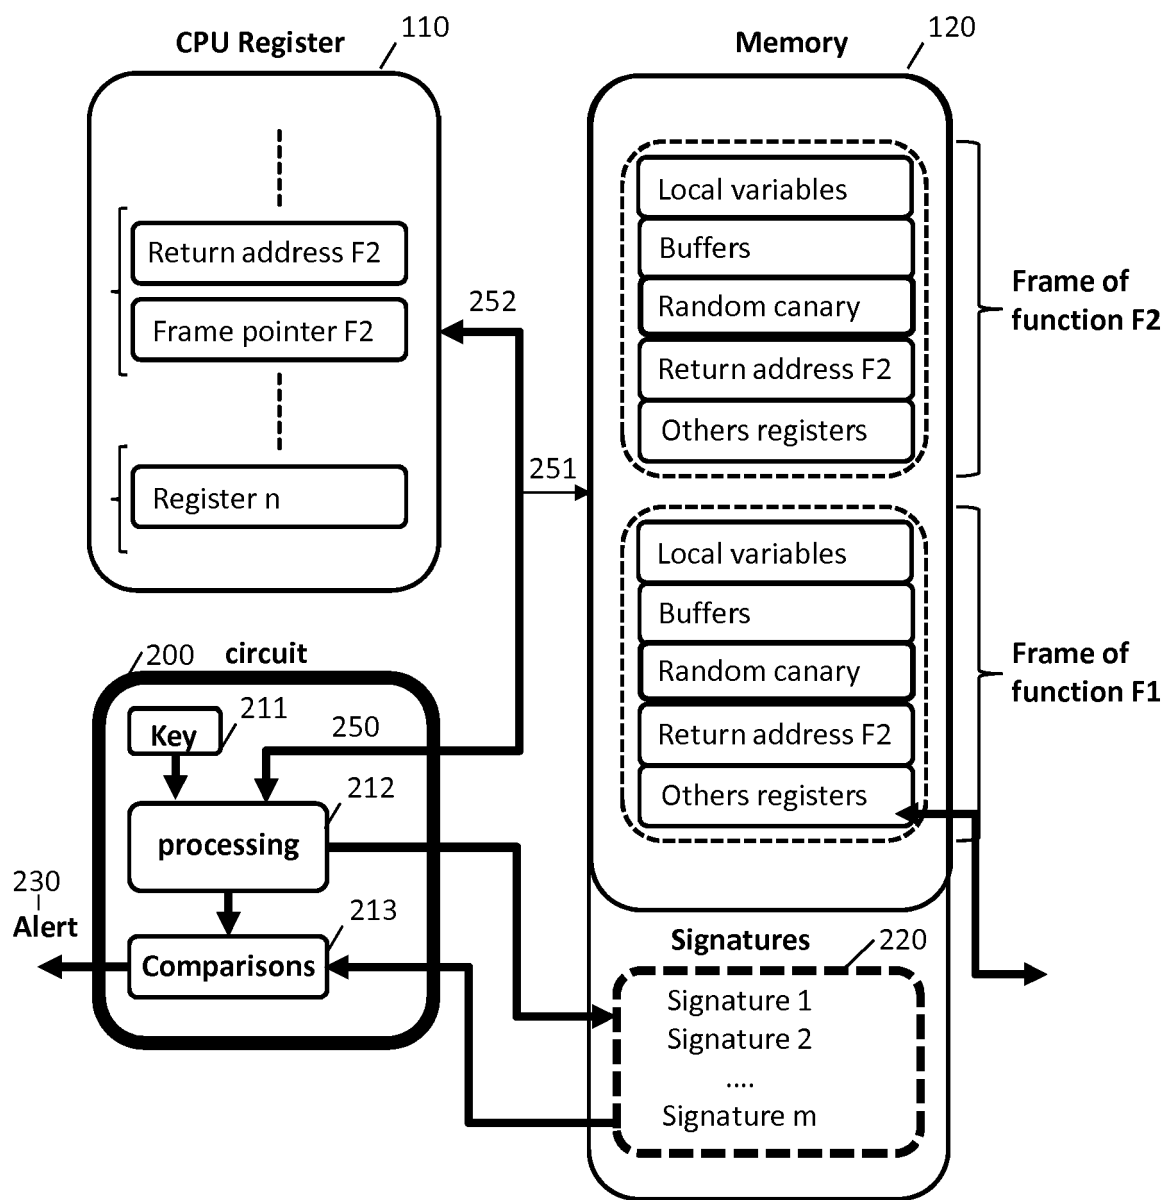 CPU Register
110
Return address F2
Frame pointer F2
Register n
252
251
Memory
120
Local variables
Buffers
Random canary
Return address F2
Others registers
Frame of
function F2
Local variables
Buffers
Random canary
Return address F2
Others registers
Frame of
function F1
200
circuit
Key
211
250
212
processing
230
Alert
213
Comparisons
Signatures
220
Signature 1
Signature 2
....
Signature m